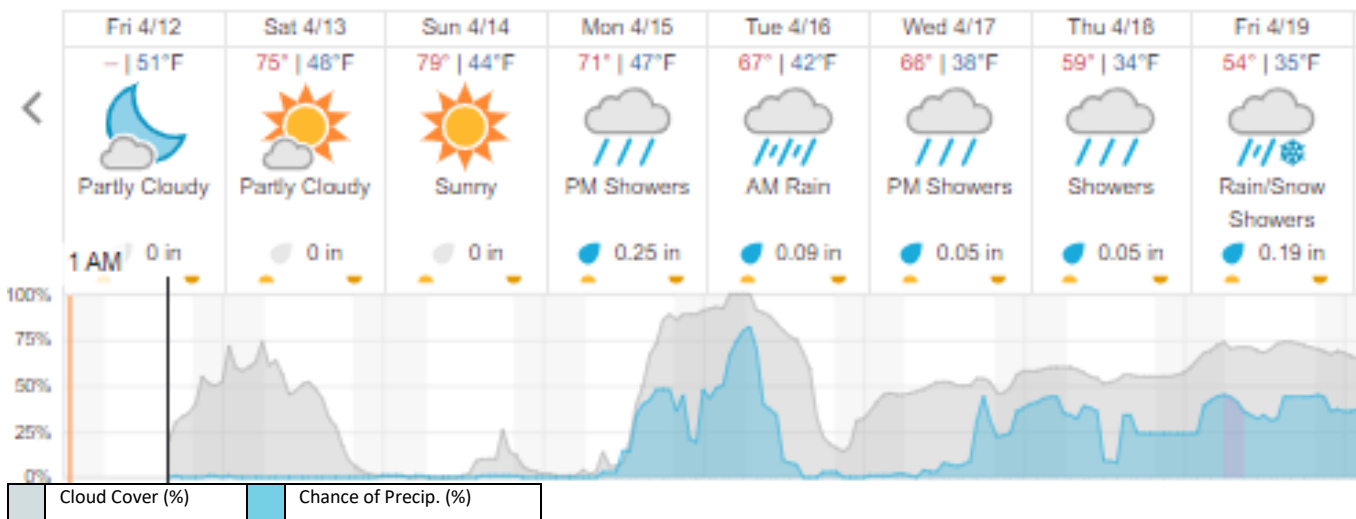 Fri 4/12 Sat 4/13 Sun 4/14 Mon 4/15 Tue 4/16 Wed 4/17 Thu 4/18 Fri 4/19
-- | 51°F 75° | 48°F 79° | 44°F 71° | 47°F 67° | 42°F 66° | 38°F 59° | 34°F 54° | 35°F
Partly Cloudy Partly Cloudy Sunny PM Showers AM Rain PM Showers Showers Rain/Snow
Showers
0 in 0 in 0 in 0.25 in 0.09 in 0.05 in 0.05 in 0.19 in
1 AM
100%
75%
50%
25%
0%
Cloud Cover (%) Chance of Precip. (%)